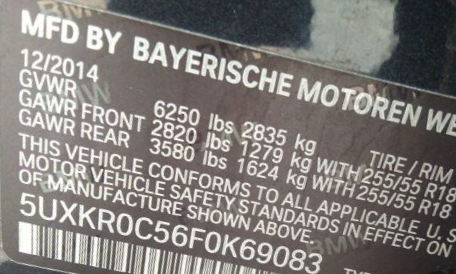 MFD BY BAYERISCHE MOTOREN WE
12/2014
GVWR 6250 lbs 2835 kg
GAWR FRONT 2820 lbs 1279 kg WITH 255/55 R18
GAWR REAR 3580 lbs 1624 kg WITH 255/55 R18
TIRE / RIM
THIS VEHICLE CONFORMS TO ALL APPLICABLE U.S
MOTOR VEHICLE SAFETY STANDARDS IN EFFECT ON
OF MANUFACTURE SHOWN ABOVE.
5UXKR0C56F0K69083